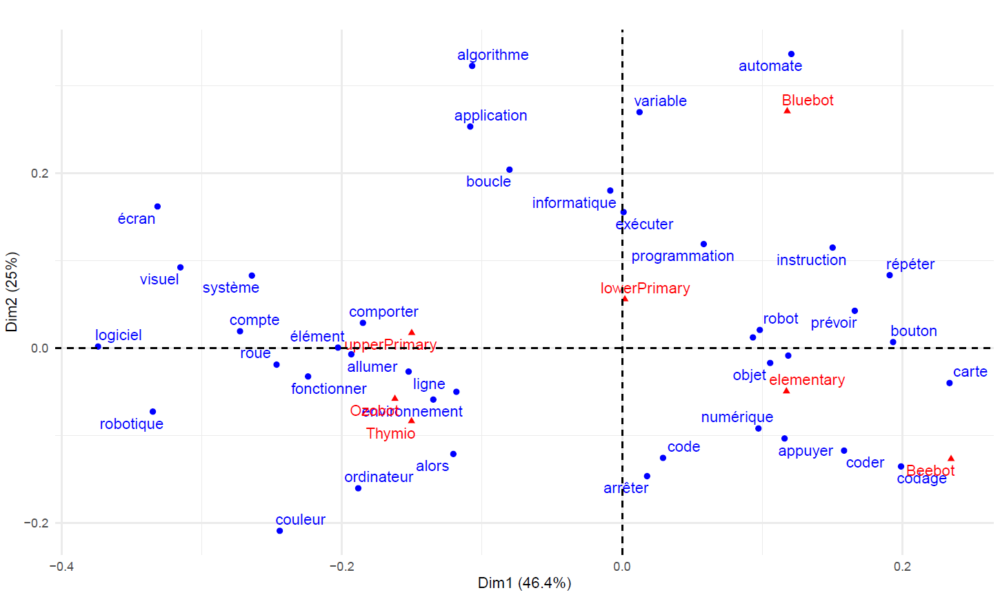 algorithme
automate
variable
Bluebot
application
0.2
boucle
informatique
écran
exécuter
programmation
instruction
répéter
visuel
système
lowerPrimary
comporter
compte
robot
prévoir
bouton
logiciel
élément
upperPrimary
0.0
roue
allumer
objet
carte
fonctionner
ligne
elementary
Ozobot
environnement
numérique
robotique
Thymio
code
appuyer
alors
coder
Beebot
codage
ordinateur
arrêter
couleur
−0.2
−0.4
−0.2
0.0
0.2
Dim1 (46.4%)
Dim2 (25%)